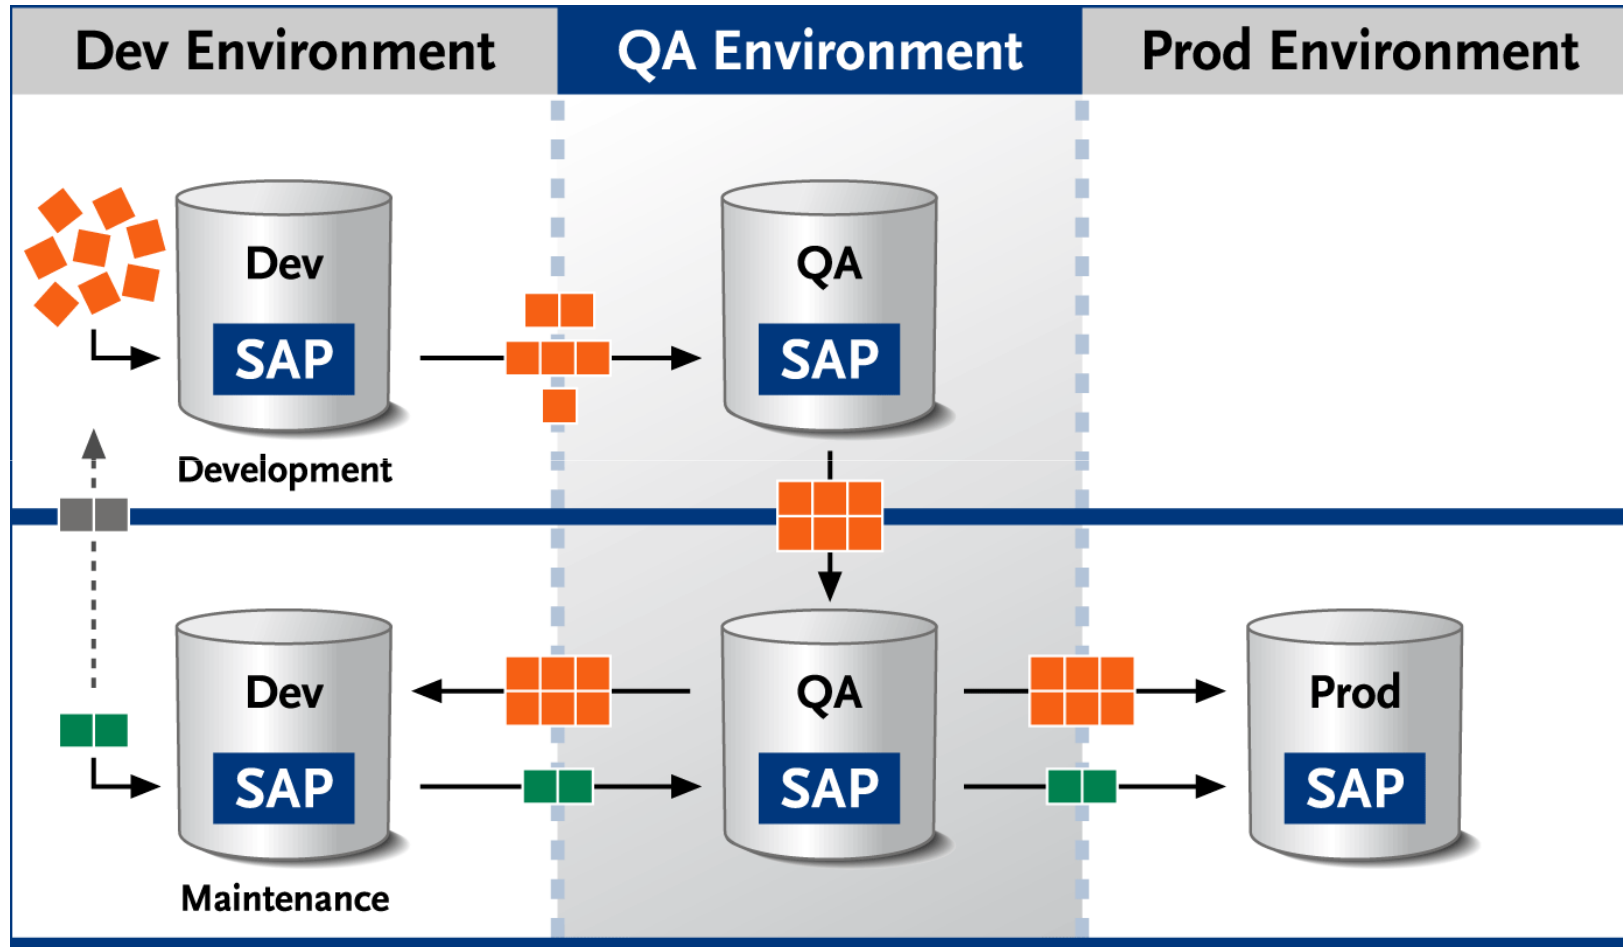 Dev Environment
QA Environment
Prod Environment
Dev
SAP
Development
QA
SAP
Dev
SAP
Maintenance
QA
SAP
Prod
SAP